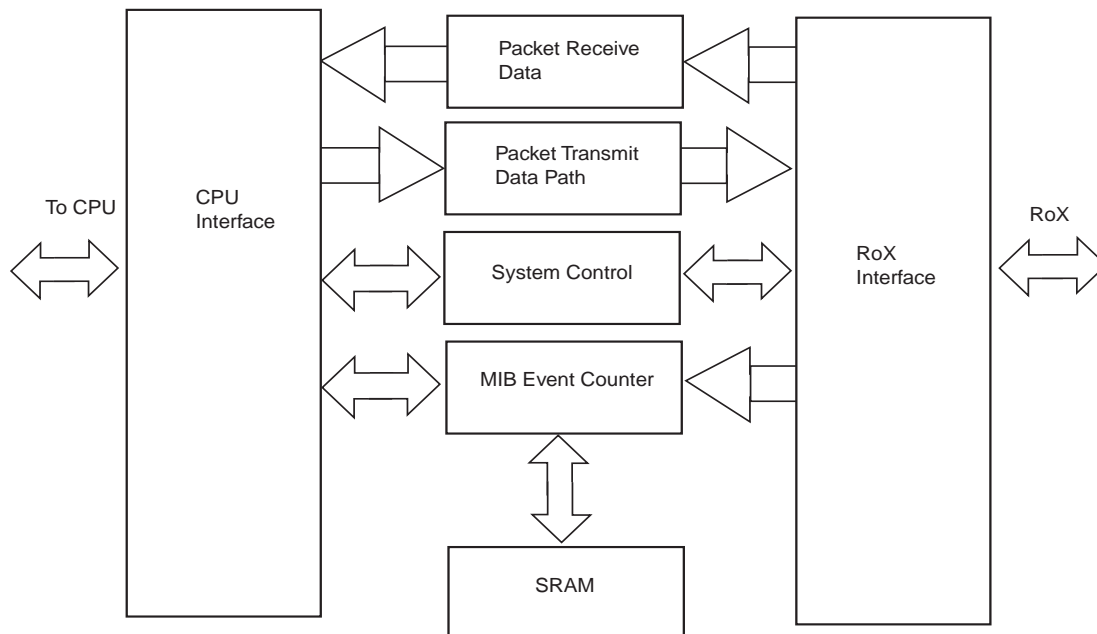 Packet Receive
Data
Packet Transmit
Data Path
To CPU
CPU
Interface
System Control
RoX
Interface
RoX
MIB Event Counter
SRAM